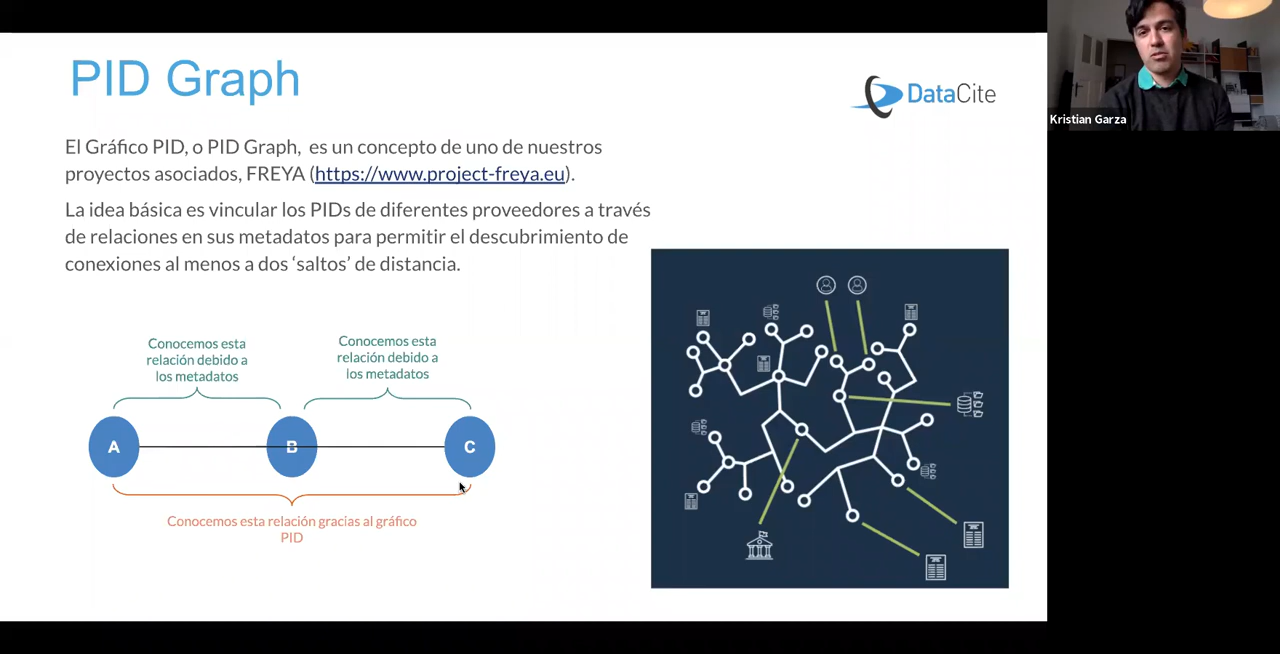 PID Graph
DataCite
El Gráfico PID, o PID Graph, es un concepto de uno de nuestros
proyectos asociados, FREYA (https://www.project-freya.eu).
La idea básica es vincular los PIDs de diferentes proveedores a través
de relaciones en sus metadatos para permitir el descubrimiento de
conexiones al menos a dos ‘saltos’ de distancia.
Conocemos esta
relación debido a
los metadatos
Conocemos esta
relación debido a
los metadatos
A
B
C
Conocemos esta relación gracias al gráfico
PID
Kristian Garza